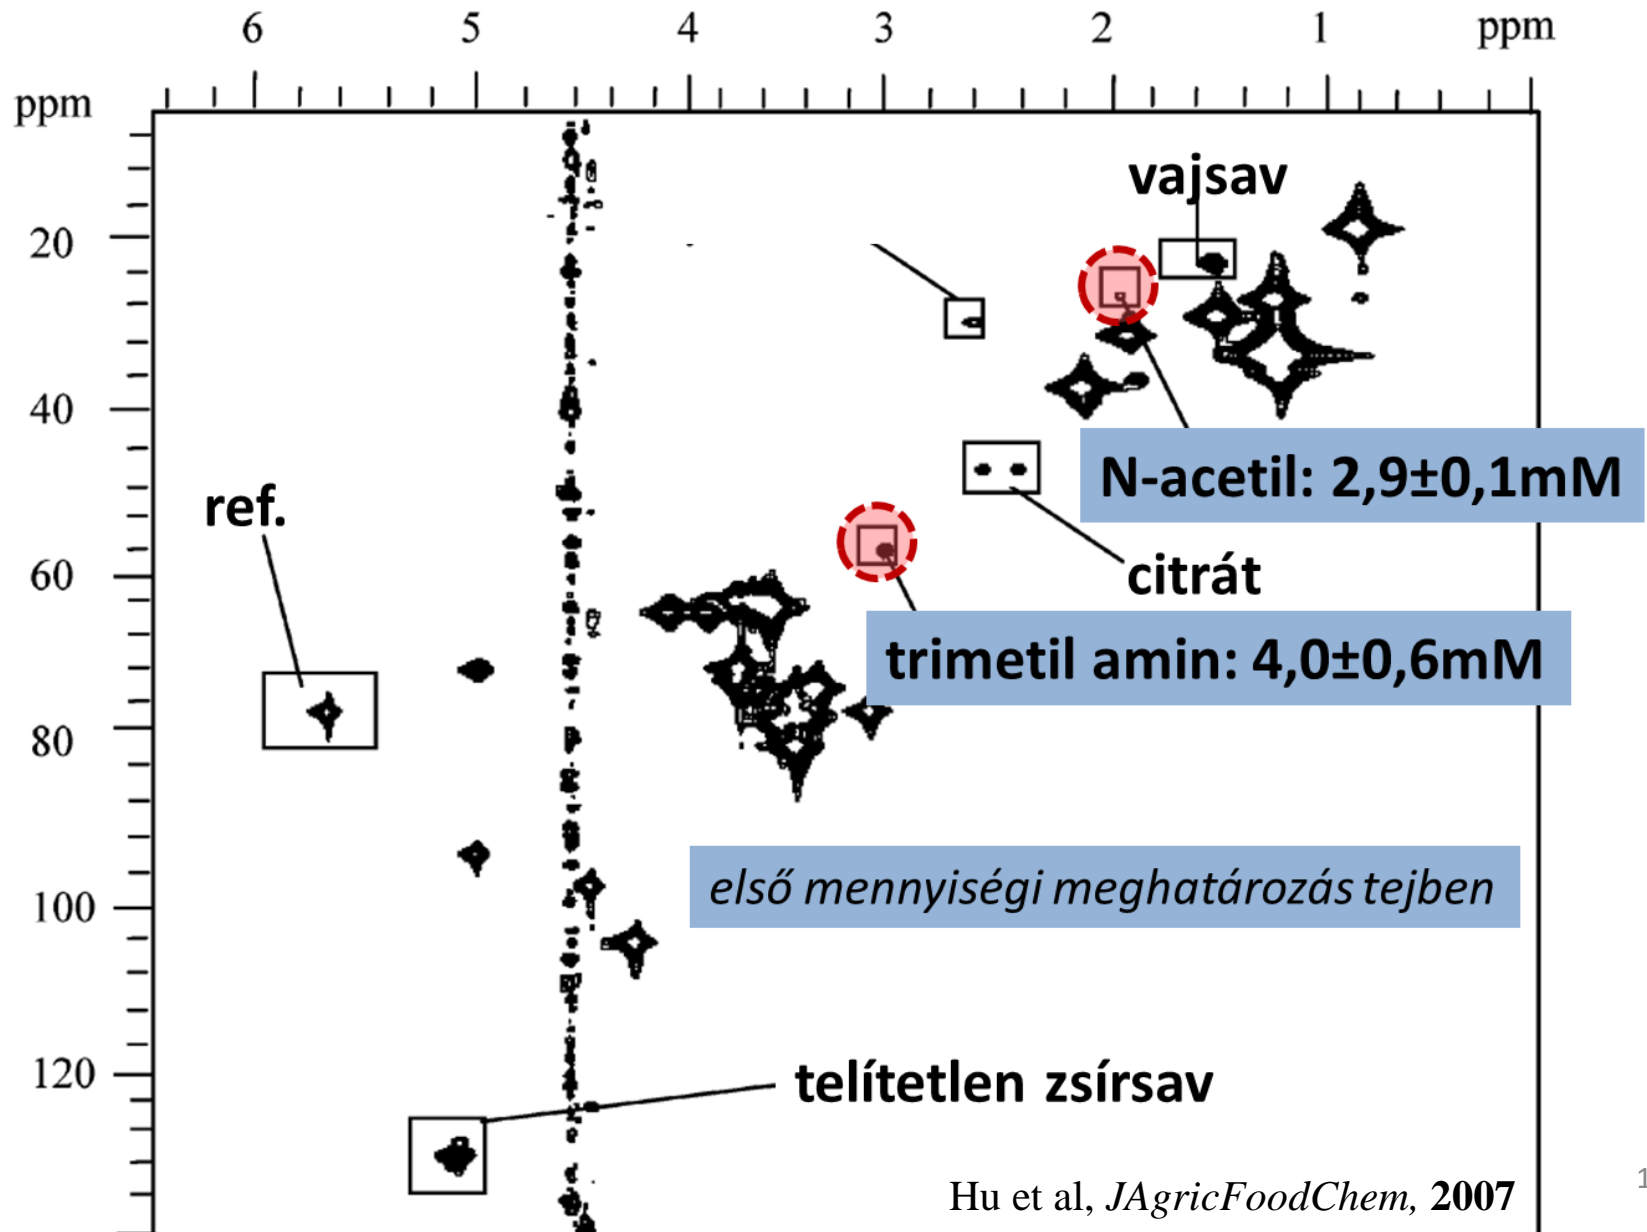 6 5 4 3 2 1 ppm
ppm
vajsav
20
40
N-acetil: 2,9±0,1mM
ref.
citrát
60
trimetil amin: 4,0±0,6mM
80
első mennyiségi meghatározás tejben
100
120
telítetlen zsírsav
Hu et al, JAgricFoodChem, 2007
1